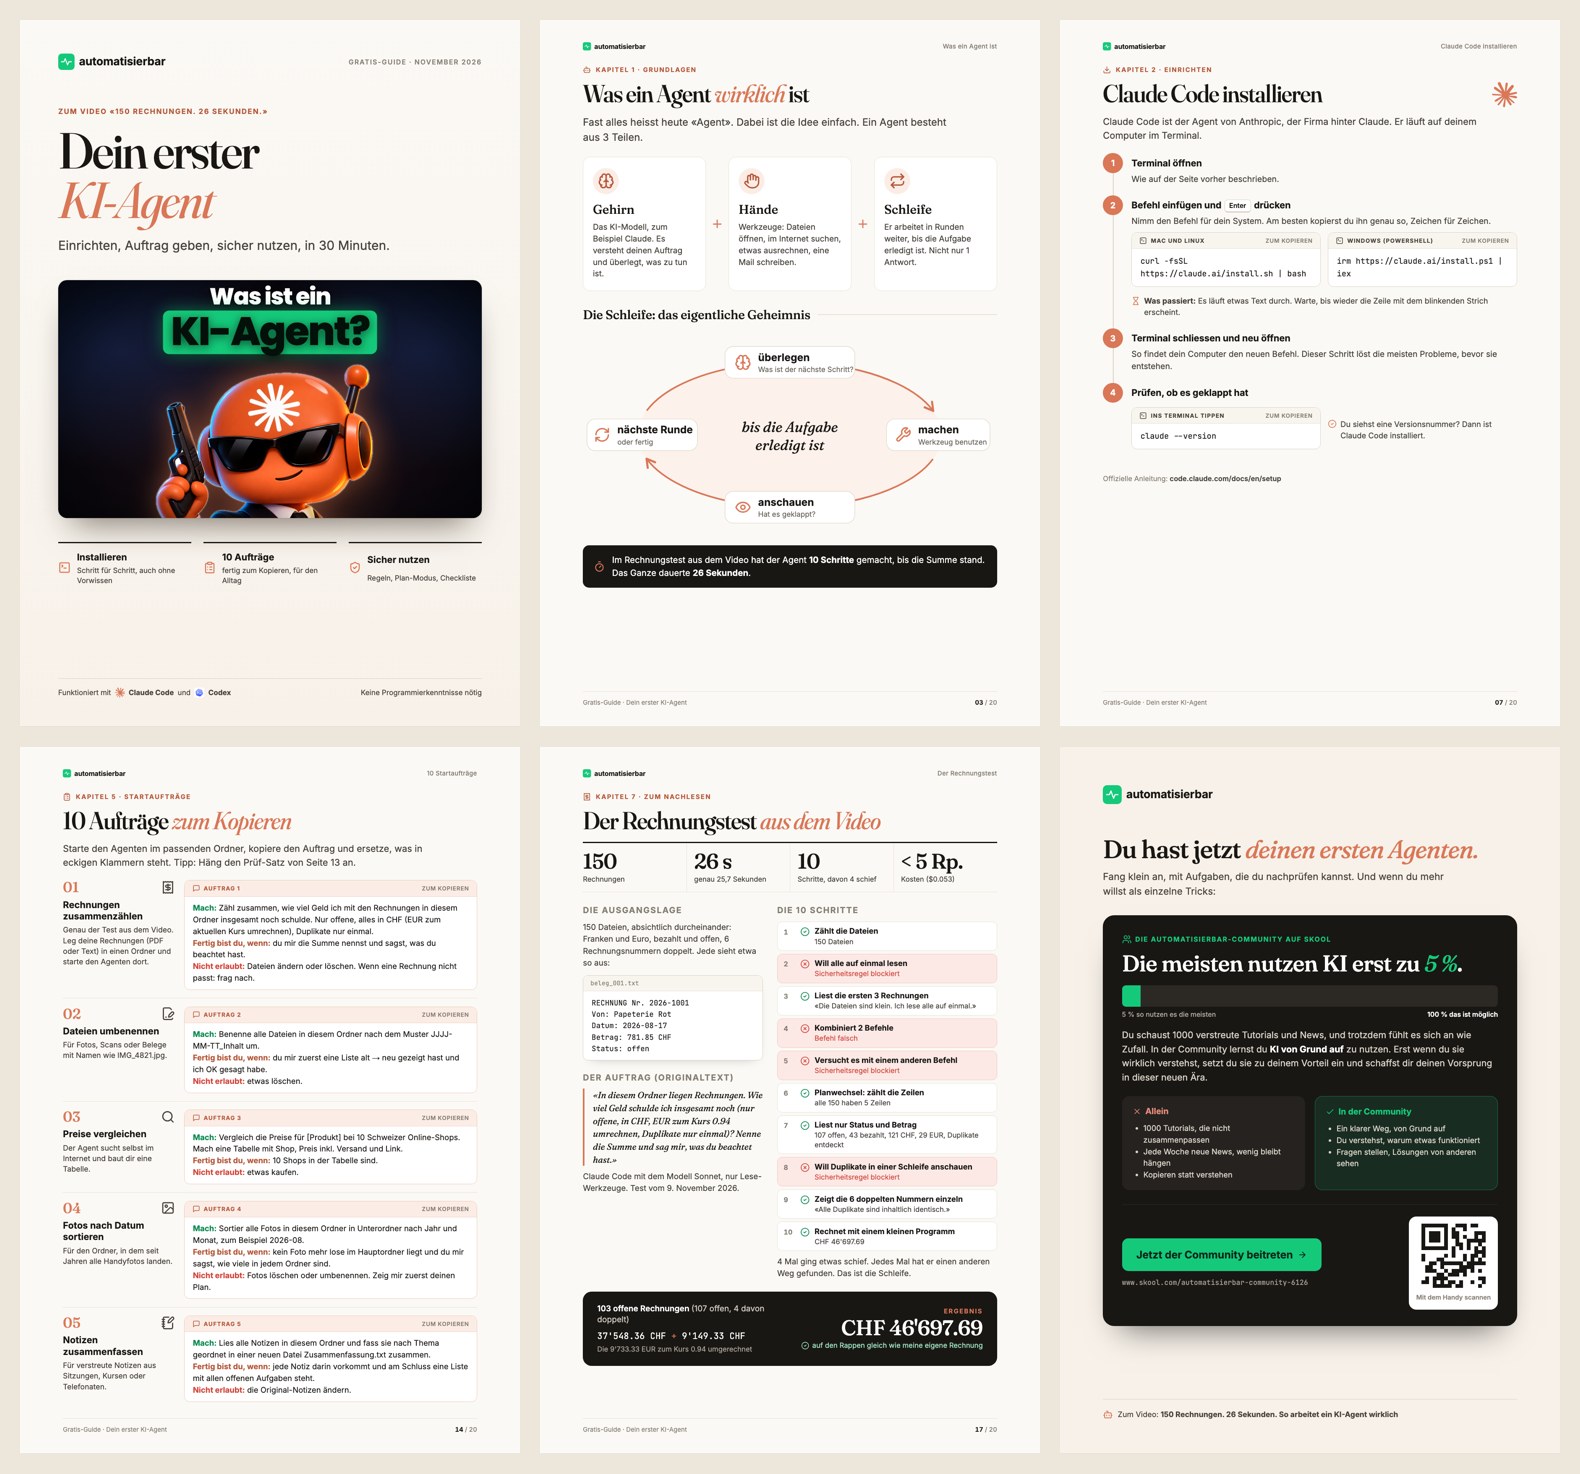 automatisierbar
GRATIS-GUIDE · NOVEMBER 2026
ZUM VIDEO «150 RECHNUNGEN. 26 SEKUNDEN.»
Dein erster
KI-Agent
Einrichten, Auftrag geben, sicher nutzen, in 30 Minuten.
Was ist ein
KI-Agent?
Installieren
Schritt für Schritt, auch ohne
Vorwissen
10 Aufträge
fertig zum Kopieren, für den
Alltag
Sicher nutzen
Regeln, Plan-Modus, Checkliste
Funktioniert mit Claude Code und Codex
Keine Programmierkenntnisse nötig
automatisierbar
Was ein Agent ist
KAPITEL 1 · GRUNDLAGEN
Was ein Agent wirklich ist
Fast alles heisst heute «Agent». Dabei ist die Idee einfach. Ein Agent besteht
aus 3 Teilen.
Gehirn
Das KI-Modell, zum
Beispiel Claude. Es
versteht deinen Auftrag
und überlegt, was zu tun
ist.
+
Hände
Werkzeuge: Dateien
öffnen, im Internet suchen,
etwas ausrechnen, eine
Mail schreiben.
+
Schleife
Er arbeitet in Runden
weiter, bis die Aufgabe
erledigt ist. Nicht nur 1
Antwort.
Die Schleife: das eigentliche Geheimnis
überlegen
Was ist der nächste Schritt?
nächste Runde
oder fertig
bis die Aufgabe
erledigt ist
machen
Werkzeug benutzen
anschauen
Hat es geklappt?
Im Rechnungstest aus dem Video hat der Agent 10 Schritte gemacht, bis die Summe stand.
Das Ganze dauerte 26 Sekunden.
Gratis-Guide · Dein erster KI-Agent
03 / 20
automatisierbar
Claude Code installieren
KAPITEL 2 · EINRICHTEN
Claude Code installieren
Claude Code ist der Agent von Anthropic, der Firma hinter Claude. Er läuft auf deinem
Computer im Terminal.
1 Terminal öffnen
Wie auf der Seite vorher beschrieben.
2 Befehl einfügen und Enter drücken
Nimm den Befehl für dein System. Am besten kopierst du ihn genau so, Zeichen für Zeichen.
MAC UND LINUX ZUM KOPIEREN
curl -fsSL
https://claude.ai/install.sh | bash
WINDOWS (POWERSHELL) ZUM KOPIEREN
irm https://claude.ai/install.ps1 |
iex
Was passiert: Es läuft etwas Text durch. Warte, bis wieder die Zeile mit dem blinkenden Strich
erscheint.
3 Terminal schliessen und neu öffnen
So findet dein Computer den neuen Befehl. Dieser Schritt löst die meisten Probleme, bevor sie
entstehen.
4 Prüfen, ob es geklappt hat
INS TERMINAL TIPPEN ZUM KOPIEREN
claude --version
Du siehst eine Versionsnummer? Dann ist
Claude Code installiert.
Offizielle Anleitung: code.claude.com/docs/en/setup
Gratis-Guide · Dein erster KI-Agent
07 / 20
automatisierbar
10 Startaufträge
KAPITEL 5 · STARTAUFTRÄGE
10 Aufträge zum Kopieren
Starte den Agenten im passenden Ordner, kopiere den Auftrag und ersetze, was in
eckigen Klammern steht. Tipp: Häng den Prüf-Satz von Seite 13 an.
01
Rechnungen
zusammenzählen
Genau der Test aus dem Video.
Leg deine Rechnungen (PDF
oder Text) in einen Ordner und
starte den Agenten dort.
AUFTRAG 1 ZUM KOPIEREN
Mach: Zähl zusammen, wie viel Geld ich mit den Rechnungen in diesem
Ordner insgesamt noch schulde. Nur offene, alles in CHF (EUR zum
aktuellen Kurs umrechnen), Duplikate nur einmal.
Fertig bist du, wenn: du mir die Summe nennst und sagst, was du
beachtet hast.
Nicht erlaubt: Dateien ändern oder löschen. Wenn eine Rechnung nicht
passt: frag nach.
02
Dateien umbenennen
Für Fotos, Scans oder Belege
mit Namen wie IMG_4821.jpg.
AUFTRAG 2 ZUM KOPIEREN
Mach: Benenne alle Dateien in diesem Ordner nach dem Muster JJJJ-
MM-TT_Inhalt um.
Fertig bist du, wenn: du mir zuerst eine Liste alt → neu gezeigt hast und
ich OK gesagt habe.
Nicht erlaubt: etwas löschen.
03
Preise vergleichen
Der Agent sucht selbst im
Internet und baut dir eine
Tabelle.
AUFTRAG 3 ZUM KOPIEREN
Mach: Vergleich die Preise für [Produkt] bei 10 Schweizer Online-Shops.
Mach eine Tabelle mit Shop, Preis inkl. Versand und Link.
Fertig bist du, wenn: 10 Shops in der Tabelle sind.
Nicht erlaubt: etwas kaufen.
04
Fotos nach Datum
sortieren
Für den Ordner, in dem seit
Jahren alle Handyfotos landen.
AUFTRAG 4 ZUM KOPIEREN
Mach: Sortier alle Fotos in diesem Ordner in Unterordner nach Jahr und
Monat, zum Beispiel 2026-08.
Fertig bist du, wenn: kein Foto mehr lose im Hauptordner liegt und du mir
sagst, wie viele in jedem Ordner sind.
Nicht erlaubt: Fotos löschen oder umbenennen. Zeig mir zuerst deinen
Plan.
05
Notizen
zusammenfassen
Für verstreute Notizen aus
Sitzungen, Kursen oder
Telefonaten.
AUFTRAG 5 ZUM KOPIEREN
Mach: Lies alle Notizen in diesem Ordner und fass sie nach Thema
geordnet in einer neuen Datei Zusammenfassung.txt zusammen.
Fertig bist du, wenn: jede Notiz darin vorkommt und am Schluss eine Liste
mit allen offenen Aufgaben steht.
Nicht erlaubt: die Original-Notizen ändern.
Gratis-Guide · Dein erster KI-Agent
14 / 20
automatisierbar
Der Rechnungstest
KAPITEL 7 · ZUM NACHLESEN
Der Rechnungstest aus dem Video
150
Rechnungen
26 s
genau 25,7 Sekunden
10
Schritte, davon 4 schief
< 5 Rp.
Kosten ($0.053)
DIE AUSGANGSLAGE
150 Dateien, absichtlich durcheinander:
Franken und Euro, bezahlt und offen, 6
Rechnungsnummern doppelt. Jede sieht etwa
so aus:
beleg_001.txt
RECHNUNG Nr. 2026-1001
Von: Papeterie Rot
Datum: 2026-08-17
Betrag: 781.85 CHF
Status: offen
DER AUFTRAG (ORIGINALTEXT)
«In diesem Ordner liegen Rechnungen. Wie
viel Geld schulde ich insgesamt noch (nur
offene, in CHF, EUR zum Kurs 0.94
umrechnen, Duplikate nur einmal)? Nenne
die Summe und sag mir, was du beachtet
hast.»
Claude Code mit dem Modell Sonnet, nur Lese-
Werkzeuge. Test vom 9. November 2026.
DIE 10 SCHRITTE
1 Zählt die Dateien
150 Dateien
2 Will alle auf einmal lesen
Sicherheitsregel blockiert
3 Liest die ersten 3 Rechnungen
«Die Dateien sind klein. Ich lese alle auf einmal.»
4 Kombiniert 2 Befehle
Befehl falsch
5 Versucht es mit einem anderen Befehl
Sicherheitsregel blockiert
6 Planwechsel: zählt die Zeilen
alle 150 haben 5 Zeilen
7 Liest nur Status und Betrag
107 offen, 43 bezahlt, 121 CHF, 29 EUR, Duplikate
entdeckt
8 Will Duplikate in einer Schleife anschauen
Sicherheitsregel blockiert
9 Zeigt die 6 doppelten Nummern einzeln
«Alle Duplikate sind inhaltlich identisch.»
10 Rechnet mit einem kleinen Programm
CHF 46'697.69
4 Mal ging etwas schief. Jedes Mal hat er einen anderen
Weg gefunden. Das ist die Schleife.
103 offene Rechnungen (107 offen, 4 davon
doppelt)
37'548.36 CHF + 9'149.33 CHF
Die 9'733.33 EUR zum Kurs 0.94 umgerechnet
ERGEBNIS
CHF 46'697.69
auf den Rappen gleich wie meine eigene Rechnung
Gratis-Guide · Dein erster KI-Agent
17 / 20
automatisierbar
Du hast jetzt deinen ersten Agenten.
Fang klein an, mit Aufgaben, die du nachprüfen kannst. Und wenn du mehr
willst als einzelne Tricks:
DIE AUTOMATISIERBAR-COMMUNITY AUF SKOOL
Die meisten nutzen KI erst zu 5 %.
5 % so nutzen es die meisten
100 % das ist möglich
Du schaust 1000 verstreute Tutorials und News, und trotzdem fühlt es sich an wie
Zufall. In der Community lernst du KI von Grund auf zu nutzen. Erst wenn du sie
wirklich verstehst, setzt du sie zu deinem Vorteil ein und schaffst dir deinen Vorsprung
in dieser neuen Ära.
Allein
• 1000 Tutorials, die nicht
zusammenpassen
• Jede Woche neue News, wenig bleibt
hängen
• Kopieren statt verstehen
In der Community
• Ein klarer Weg, von Grund auf
• Du verstehst, warum etwas funktioniert
• Fragen stellen, Lösungen von anderen
sehen
Jetzt der Community beitreten →
www.skool.com/automatisierbar-community-6126
Mit dem Handy scannen
Zum Video: 150 Rechnungen. 26 Sekunden. So arbeitet ein KI-Agent wirklich